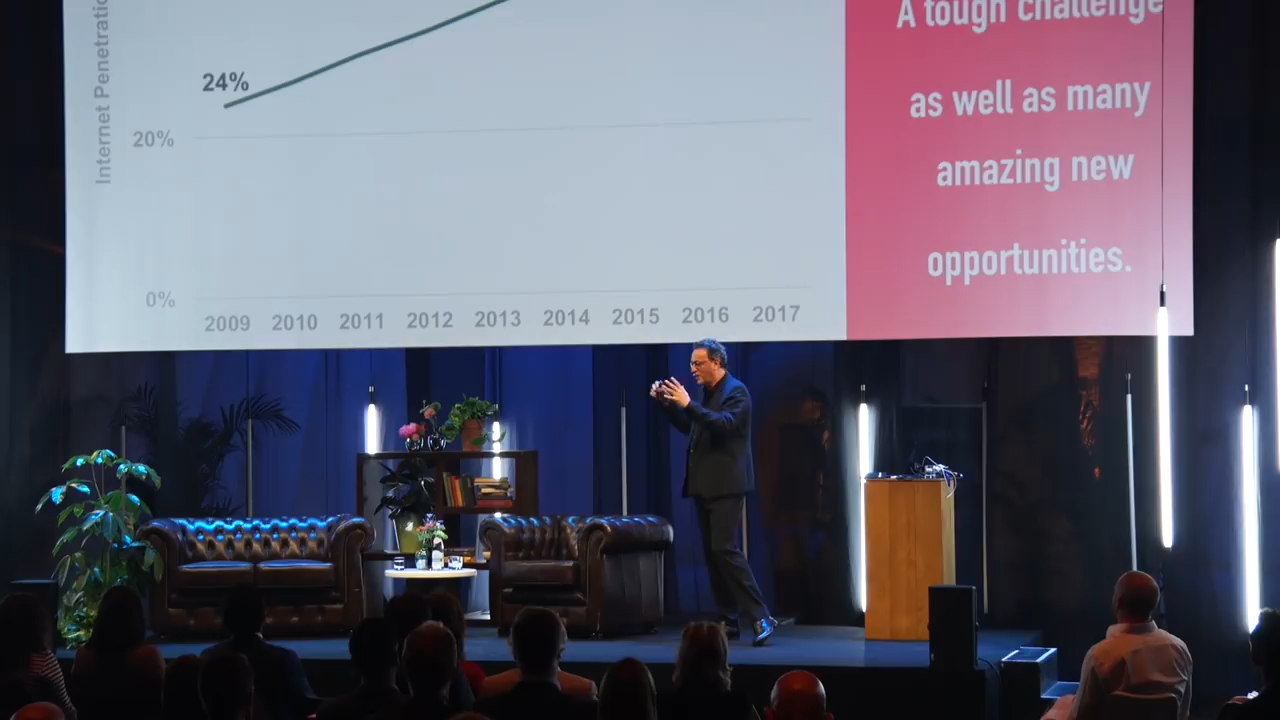 Internet
24%
20%
0%
2009 2010 2011 2012 2013 2014 2015 2016 2017
A tough challenge
as well as many
amazing new
opportunities.